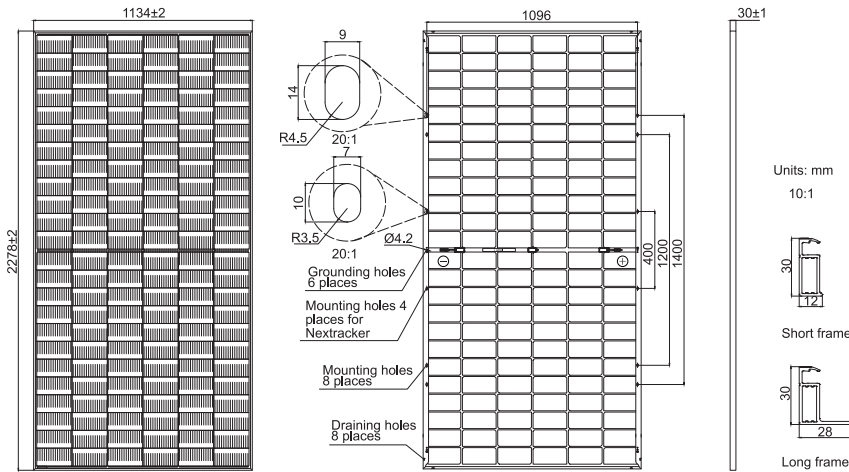 1134±2
2278±2
9
14
R4.5
20:1
7
10
R3.5
20:1
Ø4.2
Grounding holes
6 places
Mounting holes 4
places for
Nextracker
Mounting holes
8 places
Draining holes
8 places
1096
400
1200
1400
30±1
Units: mm
10:1
30
12
Short frame
30
28
Long frame